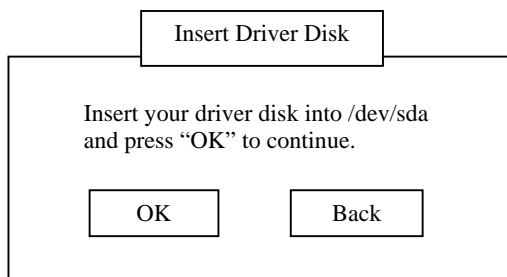 Insert Driver Disk
Insert your driver disk into /dev/sda
and press “OK” to continue.
OK
Back